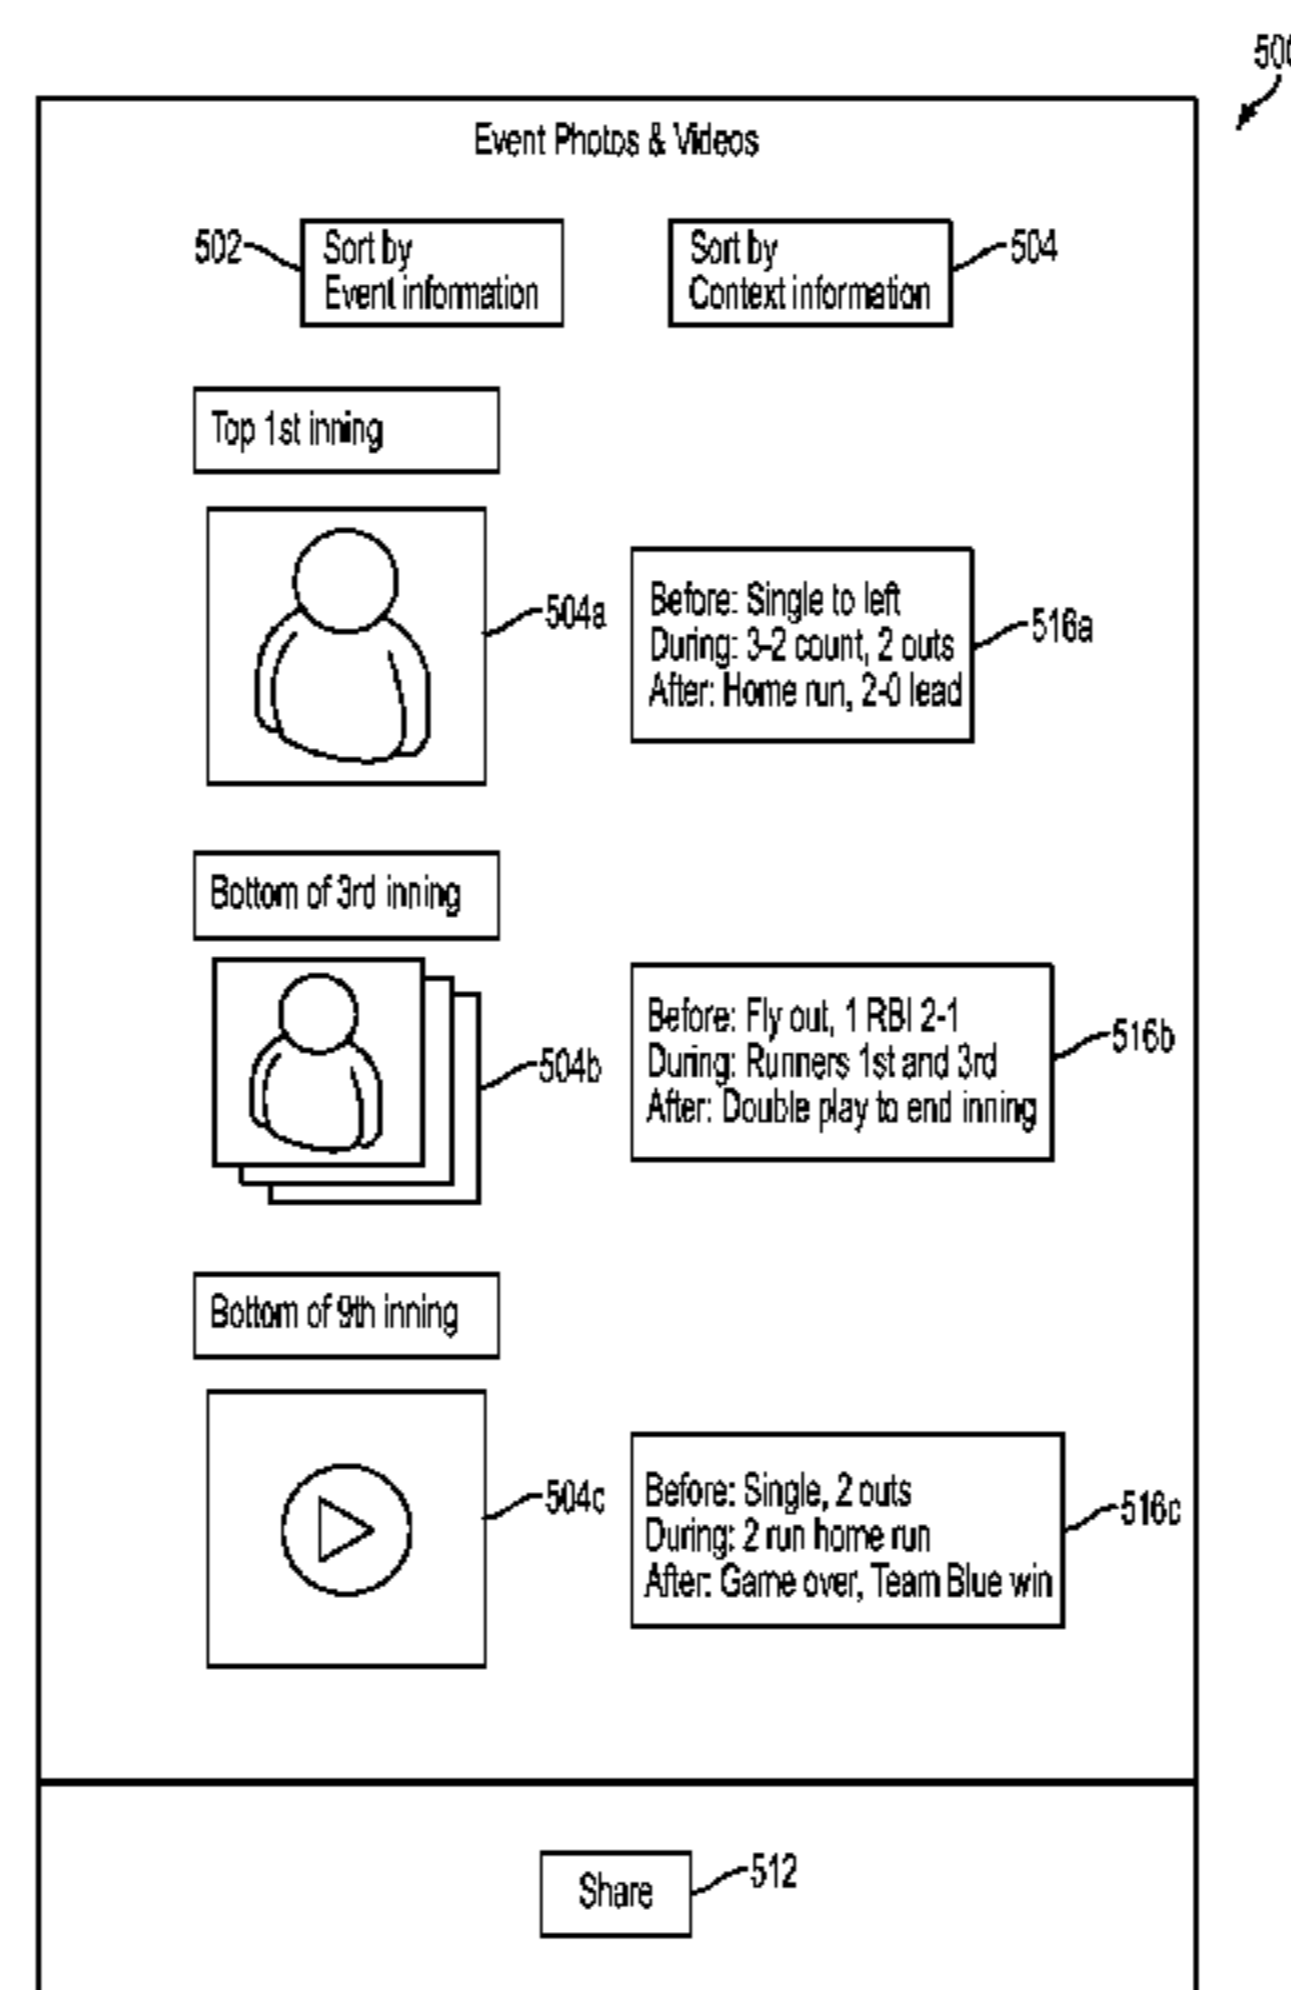 500
Event Photos & Videos
502
Sort by
Event information
Sort by
Context information
504
Top 1st inning
504a
Before: Single to left
During: 3-2 count, 2 outs
After: Home run, 2-0 lead
516a
Bottom of 3rd inning
504b
Before: Fly out, 1 RBI 2-1
During: Runners 1st and 3rd
After: Double play to end inning
516b
Bottom of 9th inning
504c
Before: Single, 2 outs
During: 2 run home run
After: Game over, Team Blue win
516c
Share
512